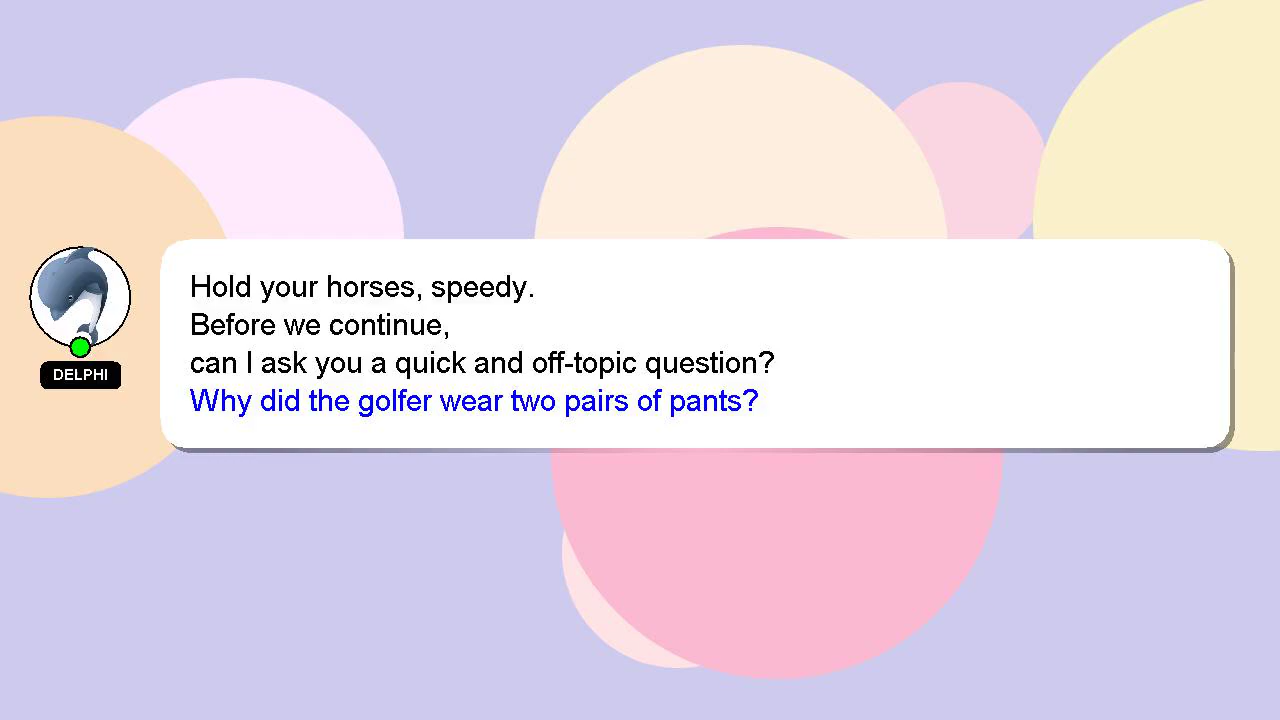 Hold your horses, speedy.
Before we continue,
can I ask you a quick and off-topic question?
Why did the golfer wear two pairs of pants?
DELPHI